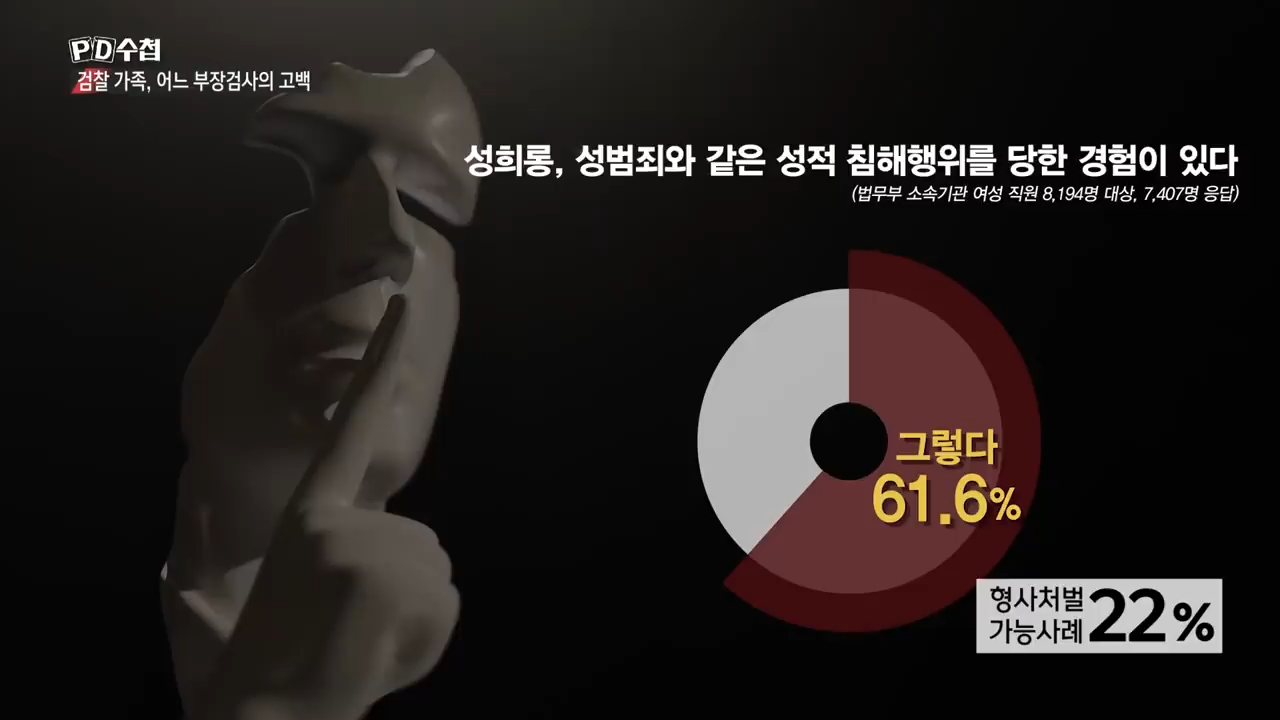 PD수첩
검찰 가족, 어느 부장검사의 고백
성희롱, 성범죄와 같은 성적 침해행위를 당한 경험이 있다
(법무부 소속기관 여성 직원 8,194명 대상, 7,407명 응답)
그렇다
61.6%
형사처벌
가능사례 22%